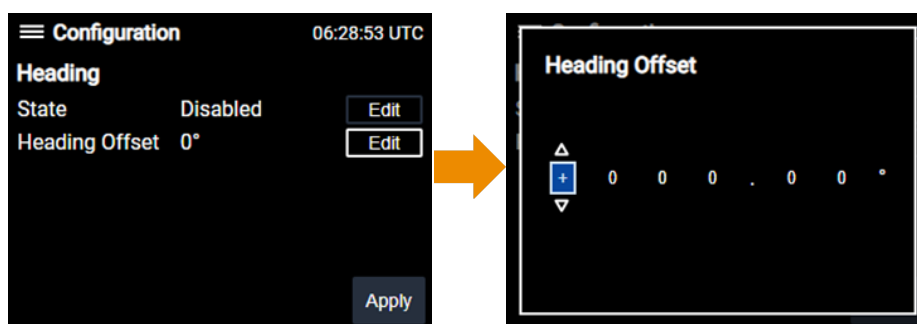 Configuration 06:28:53 UTC
Heading
State Disabled Edit
Heading Offset 0° Edit
Apply
Heading Offset
+ 0 0 0 . 0 0 °